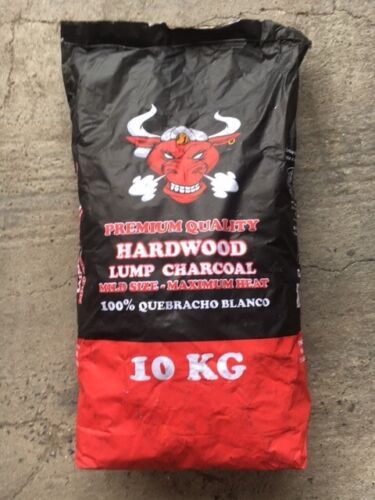 PREMIUM QUALITY
HARDWOOD
LUMP CHARCOAL
MILD SIZE - MAXIMUM HEAT
100% QUEBRACHO BLANCO
10 KG